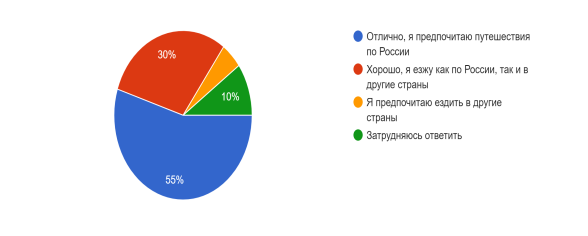 30%
10%
55%
Отлично, я предпочитаю путешествия
по России
Хорошо, я езжу как по России, так и в
другие страны
Я предпочитаю ездить в другие
страны
Затрудняюсь ответить